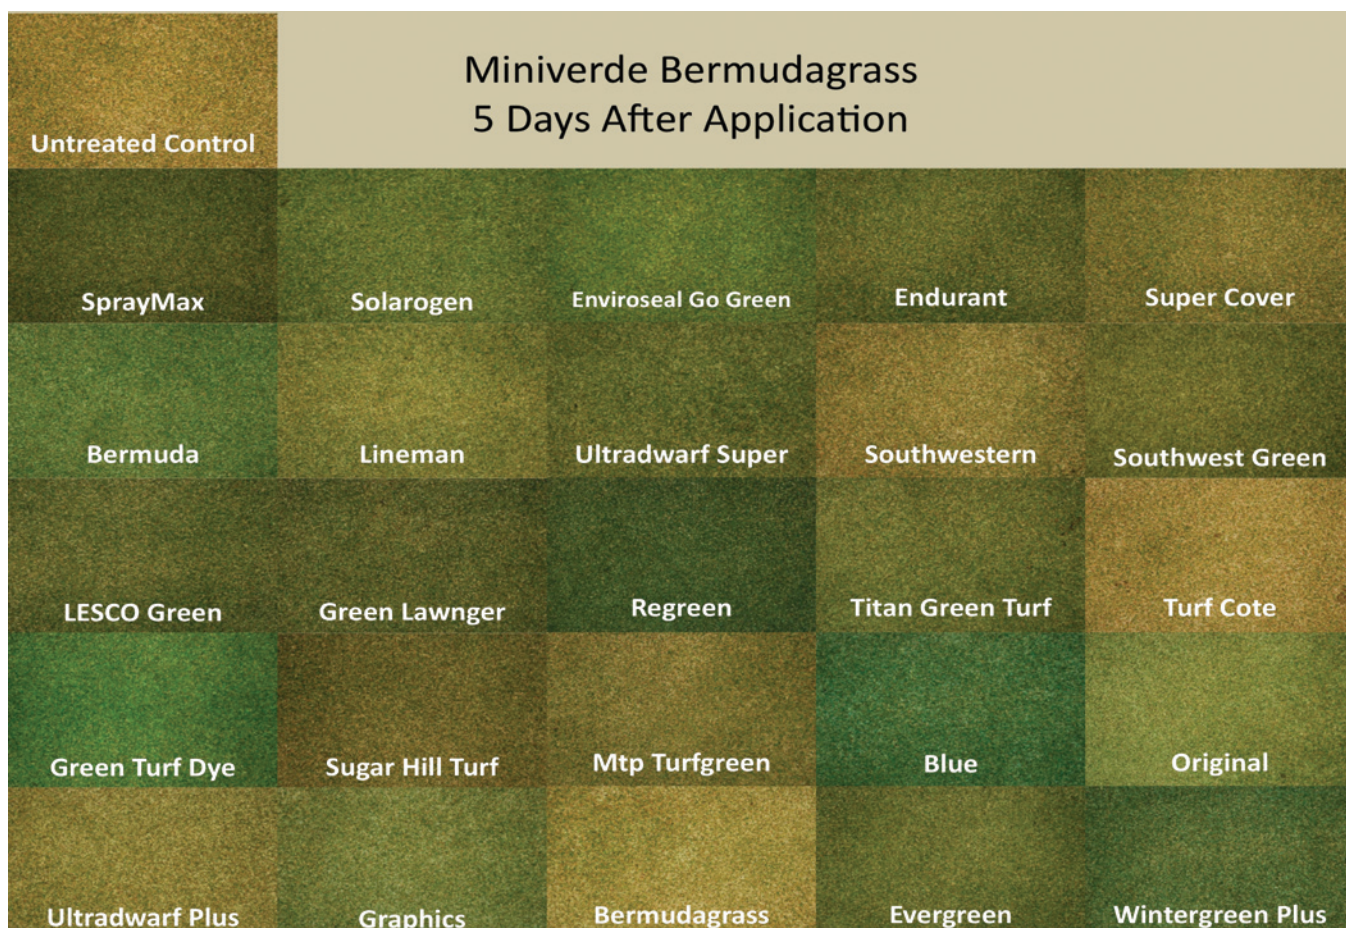 Miniverde Bermudagrass
5 Days After Application
Untreated Control
SprayMax
Solarogen
Enviroseal Go Green
Endurant
Super Cover
Bermuda
Lineman
Ultradwarf Super
Southwestern
Southwest Green
LESCO Green
Green Lawnger
Regreen
Titan Green Turf
Turf Cote
Green Turf Dye
Sugar Hill Turf
Mtp Turfgreen
Blue
Original
Ultradwarf Plus
Graphics
Bermudagrass
Evergreen
Wintergreen Plus